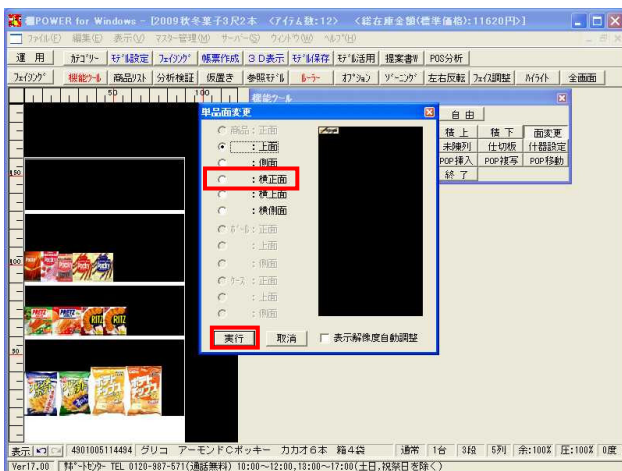 棚POWER for Windows - [2009秋冬菓子3尺2本 <アイテム数:12> <総在庫金額(標準価格):11620円>]
ファイル(F) 編集(E) 表示(V) マスター管理(M) サーバー(S) ウィンドウ(W) ヘルプ(H)
運 用 カテゴリー モデル設定 フェイシング 帳票作成 3D表示 モデル保存 モデル活用 提案書W POS分析
フェイシング 機能ツール 商品リスト 分析検証 仮置き 参照モデル ルーラー オプション ゾーニング 左右反転 フェイス調整 ハイライト 全画面
50 100 機能ツール
単品面変更
自 由
積 上 積 下 面変更
未陳列 仕切板 什器設定
POP挿入 POP複写 POP移動
終 了
商品:正面
:上面
:側面
:横正面
:横上面
:横側面
ボール:正面
:上面
:側面
ケース:正面
:上面
:側面
実行 取消 表示解像度自動調整
150
100
50
表示 4901005114494 グリコ アーモンドCポッキー カカオ6本 箱4袋 通常 1台 3段 5列 余:100% 圧:100% 0度
Ver17.00 サポートセンター TEL 0120-987-571(通話無料) 10:00~12:00,13:00~17:00(土日,祝祭日を除く)